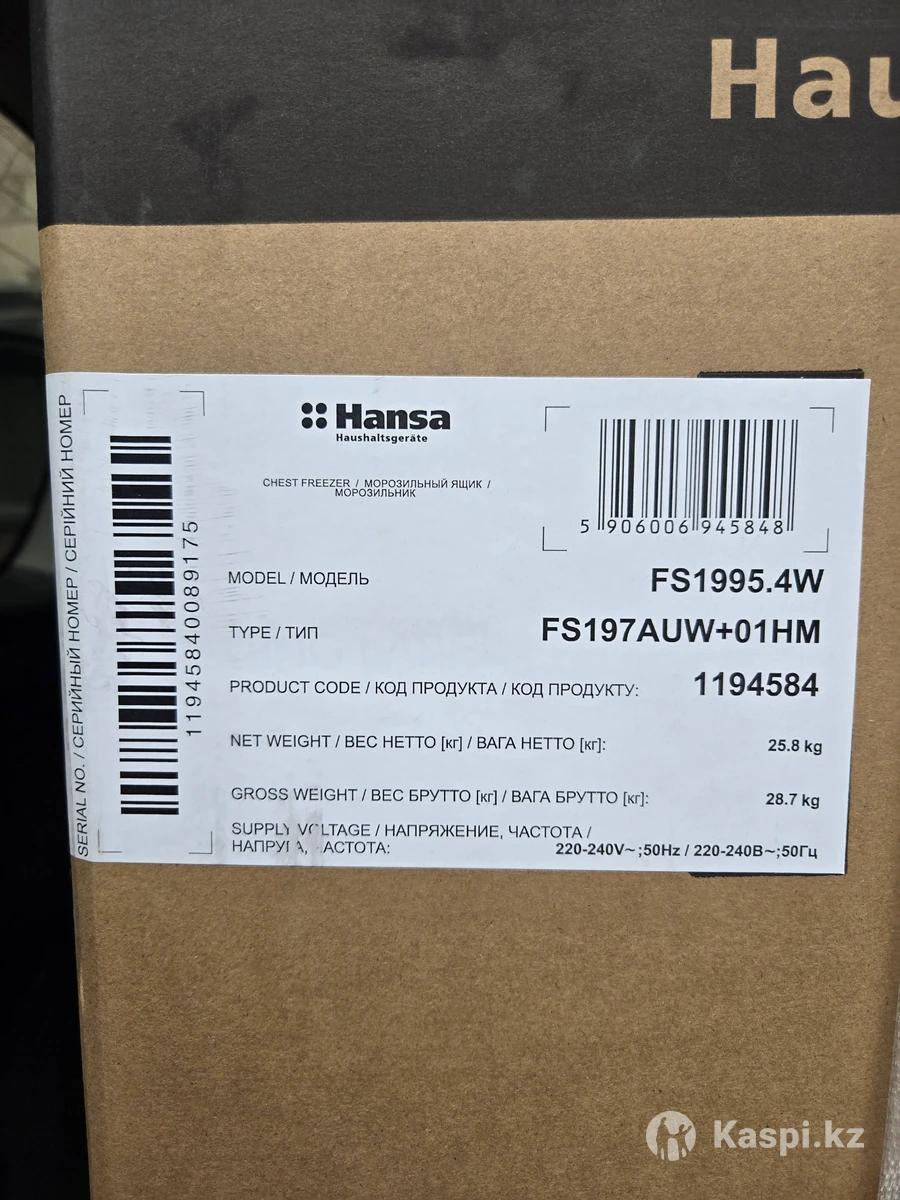 Hau
Hansa
Haushaltsgeräte
CHEST FREEZER / МОРОЗИЛЬНЫЙ ЯЩИК /
МОРОЗИЛЬНИК
5 906006 945848
SERIAL NO. / СЕРИЙНЫЙ НОМЕР / СЕРІЙНИЙ НОМЕР
11945840089175
MODEL / МОДЕЛЬ FS1995.4W
TYPE / ТИП FS197AUW+01HM
PRODUCT CODE / КОД ПРОДУКТА / КОД ПРОДУКТУ: 1194584
NET WEIGHT / ВЕС НЕТТО [кг] / ВАГА НЕТТО [кг]: 25.8 kg
GROSS WEIGHT / ВЕС БРУТТО [кг] / ВАГА БРУТТО [кг]: 28.7 kg
SUPPLY VOLTAGE / НАПРЯЖЕНИЕ, ЧАСТОТА /
НАПРУГА, ЧАСТОТА: 220-240V~;50Hz / 220-240В~;50Гц
Kaspi.kz